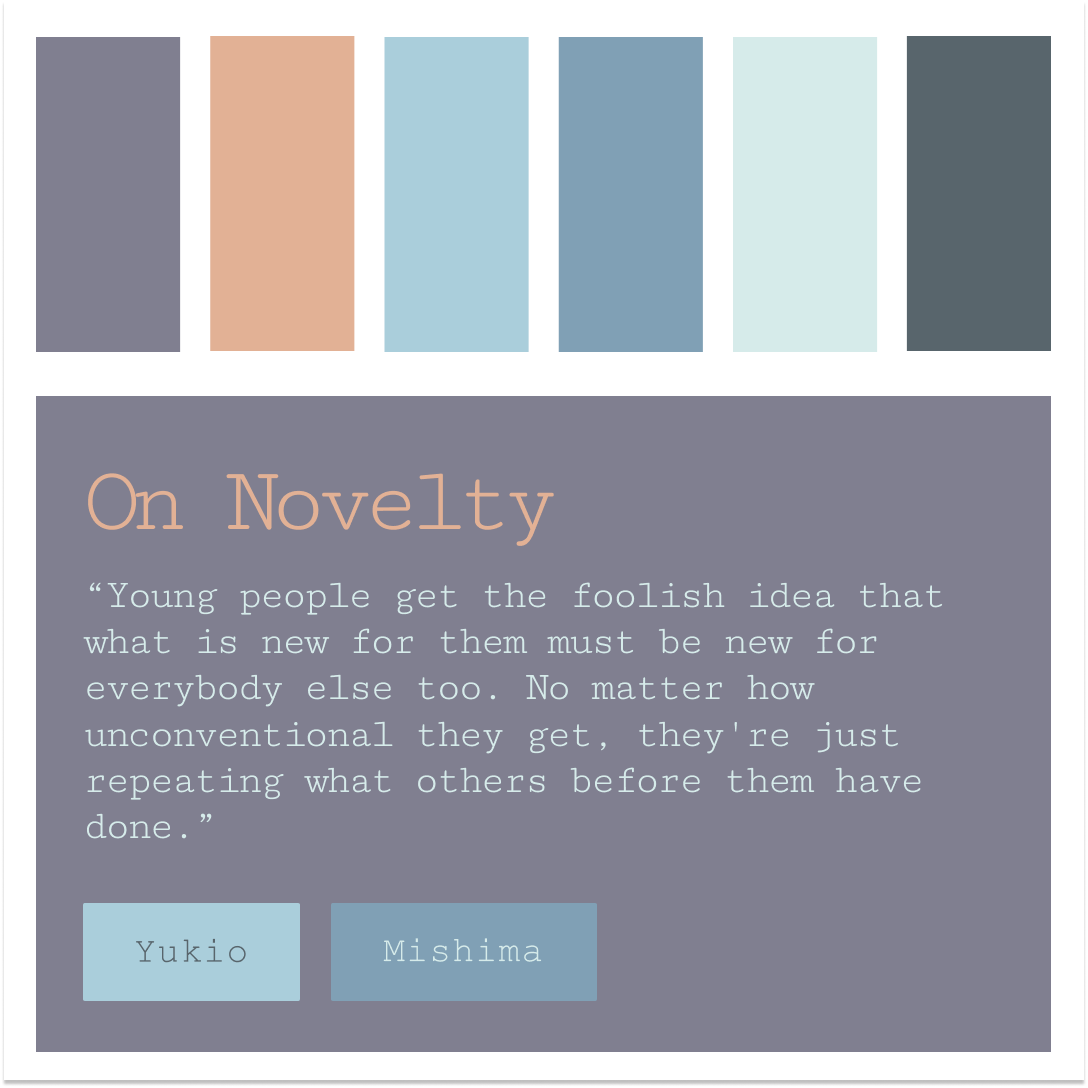 On Novelty
“Young people get the foolish idea that
what is new for them must be new for
everybody else too. No matter how
unconventional they get, they're just
repeating what others before them have
done.”
Yukio
Mishima